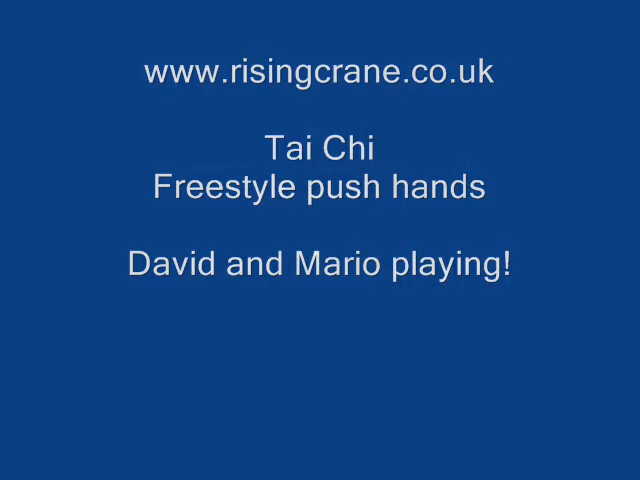 www.risingcrane.co.uk
Tai Chi
Freestyle push hands
David and Mario playing!